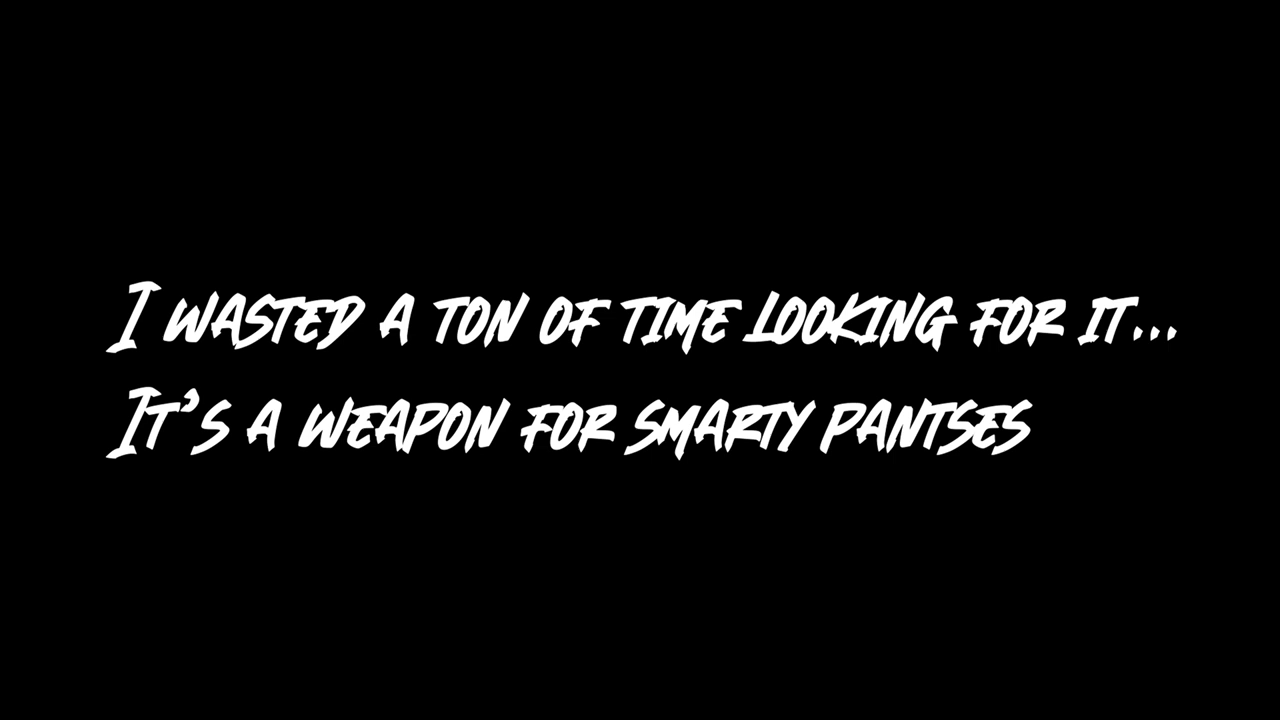 I wasted a ton of time looking for it...
It's a weapon for smarty pantses